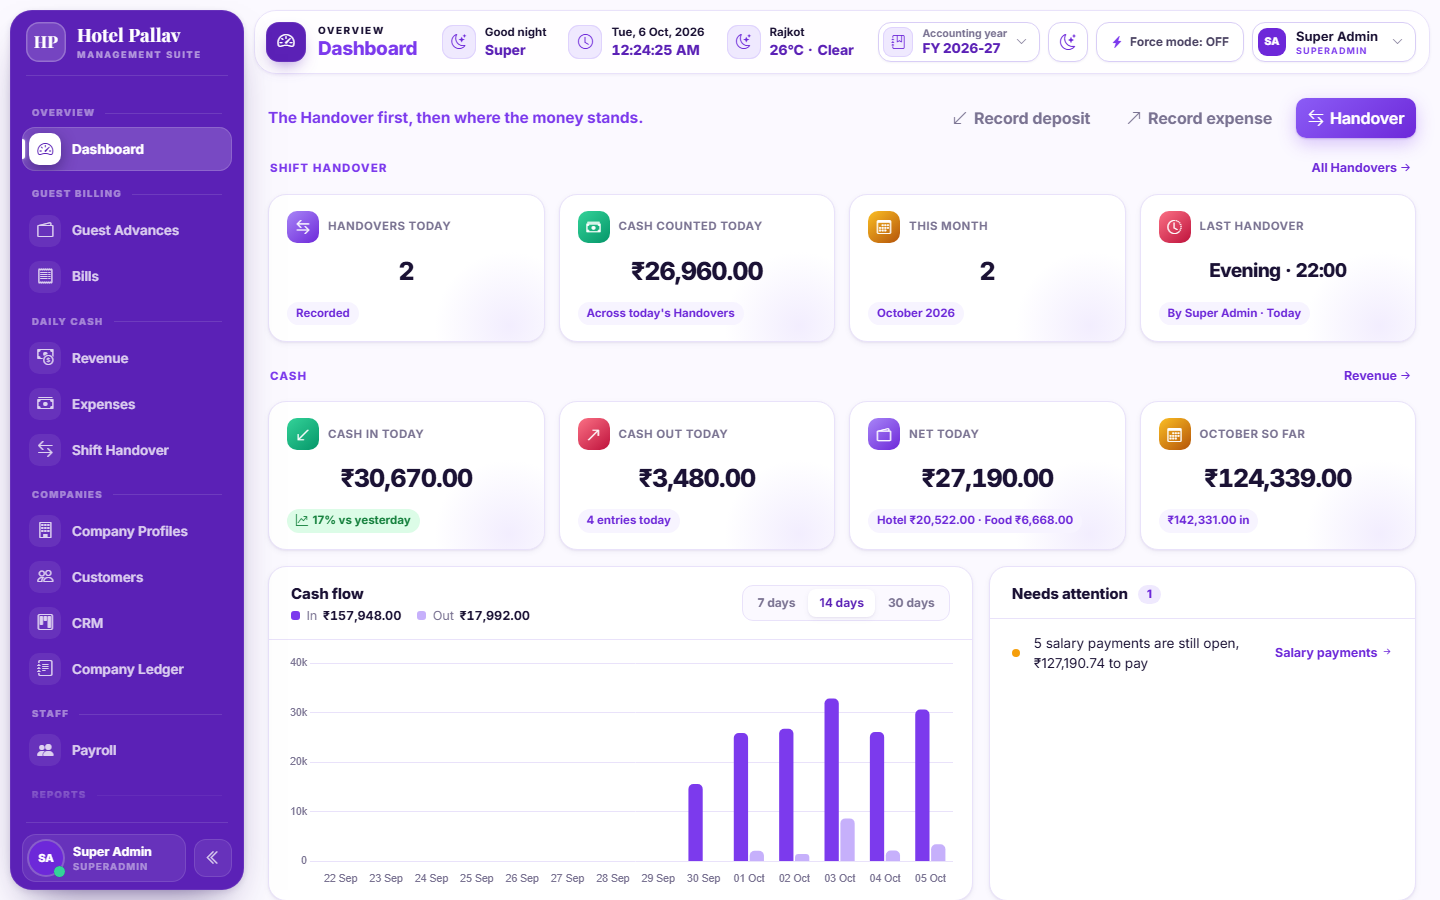 HP
Hotel Pallav
MANAGEMENT SUITE
OVERVIEW
Dashboard
GUEST BILLING
Guest Advances
Bills
DAILY CASH
Revenue
Expenses
Shift Handover
COMPANIES
Company Profiles
Customers
CRM
Company Ledger
STAFF
Payroll
REPORTS
SA
Super Admin
SUPERADMIN
OVERVIEW
Dashboard
Good night
Super
Tue, 6 Oct, 2026
12:24:25 AM
Rajkot
26°C · Clear
Accounting year
FY 2026-27
Force mode: OFF
SA
Super Admin
SUPERADMIN
The Handover first, then where the money stands.
Record deposit
Record expense
Handover
SHIFT HANDOVER
All Handovers →
HANDOVERS TODAY
2
Recorded
CASH COUNTED TODAY
₹26,960.00
Across today's Handovers
THIS MONTH
2
October 2026
LAST HANDOVER
Evening · 22:00
By Super Admin · Today
CASH
Revenue →
CASH IN TODAY
₹30,670.00
17% vs yesterday
CASH OUT TODAY
₹3,480.00
4 entries today
NET TODAY
₹27,190.00
Hotel ₹20,522.00 · Food ₹6,668.00
OCTOBER SO FAR
₹124,339.00
₹142,331.00 in
Cash flow
In ₹157,948.00 Out ₹17,992.00
7 days 14 days 30 days
40k
30k
20k
10k
0
22 Sep 23 Sep 24 Sep 25 Sep 26 Sep 27 Sep 28 Sep 29 Sep 30 Sep 01 Oct 02 Oct 03 Oct 04 Oct 05 Oct
Needs attention 1
5 salary payments are still open,
₹127,190.74 to pay
Salary payments →